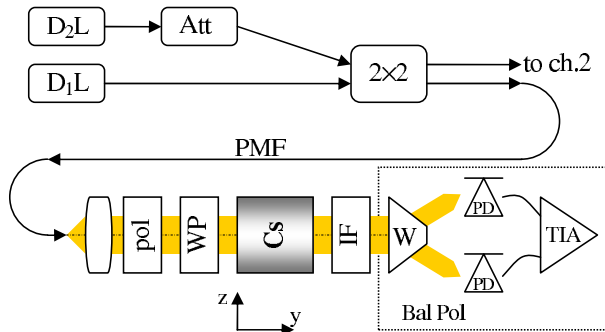 D₂L
Att
D₁L
2×2
to ch.2
PMF
pol
WP
Cs
IF
W
PD
PD
TIA
Bal Pol
z
y